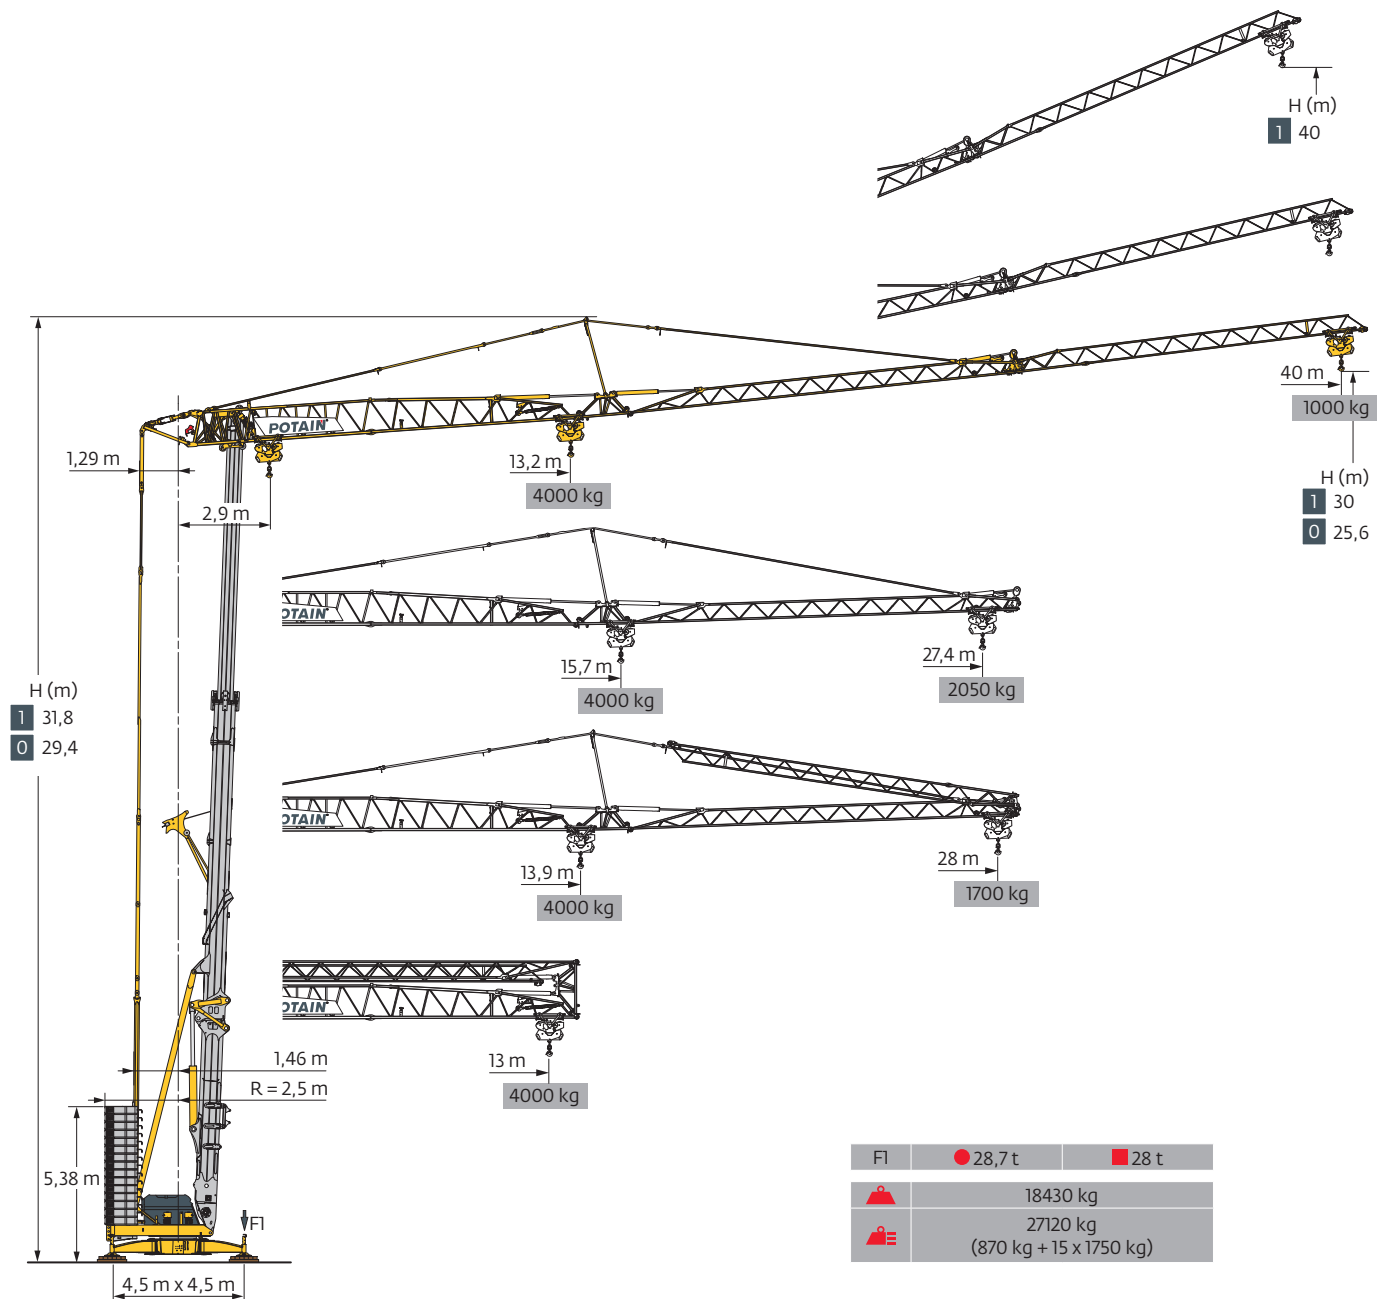 H (m)
1 40
40 m
1000 kg
H (m)
1 30
0 25,6
POTAIN
1,29 m
2,9 m
13,2 m
4000 kg
POTAIN
15,7 m
4000 kg
27,4 m
2050 kg
H (m)
1 31,8
0 29,4
POTAIN
13,9 m
4000 kg
28 m
1700 kg
POTAIN
13 m
4000 kg
1,46 m
R = 2,5 m
5,38 m
F1
4,5 m x 4,5 m
F1 28,7 t 28 t
18430 kg
27120 kg
(870 kg + 15 x 1750 kg)